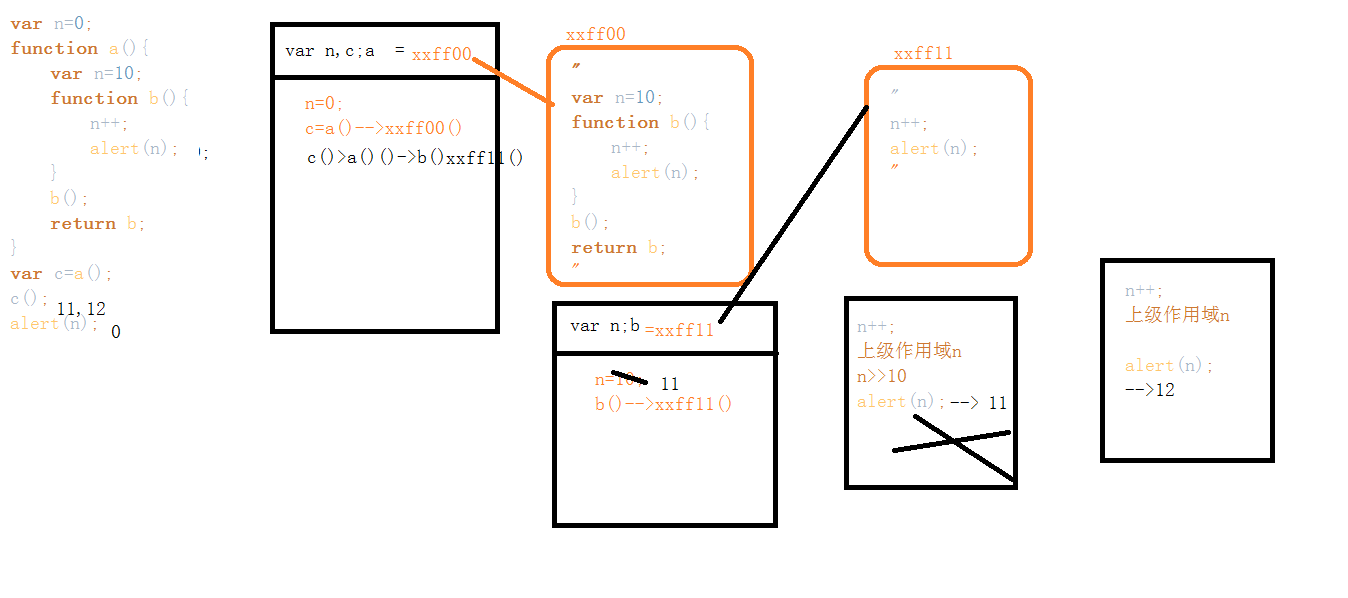 var n=0;
function a(){
var n=10;
function b(){
n++;
alert(n);
}
b();
return b;
}
var c=a();
c();
11,12
alert(n);
0
var n,c;a = xxff00
n=0;
c=a()-->xxff00()
c()>a()()->b()xxff11()
xxff00
"
var n=10;
function b(){
n++;
alert(n);
}
b();
return b;
"
var n;b=xxff11
n=10; 11
b()-->xxff11()
xxff11
"
n++;
alert(n);
"
n++;
上级作用域n
n>>10
alert(n);--> 11
n++;
上级作用域n
alert(n);
-->12